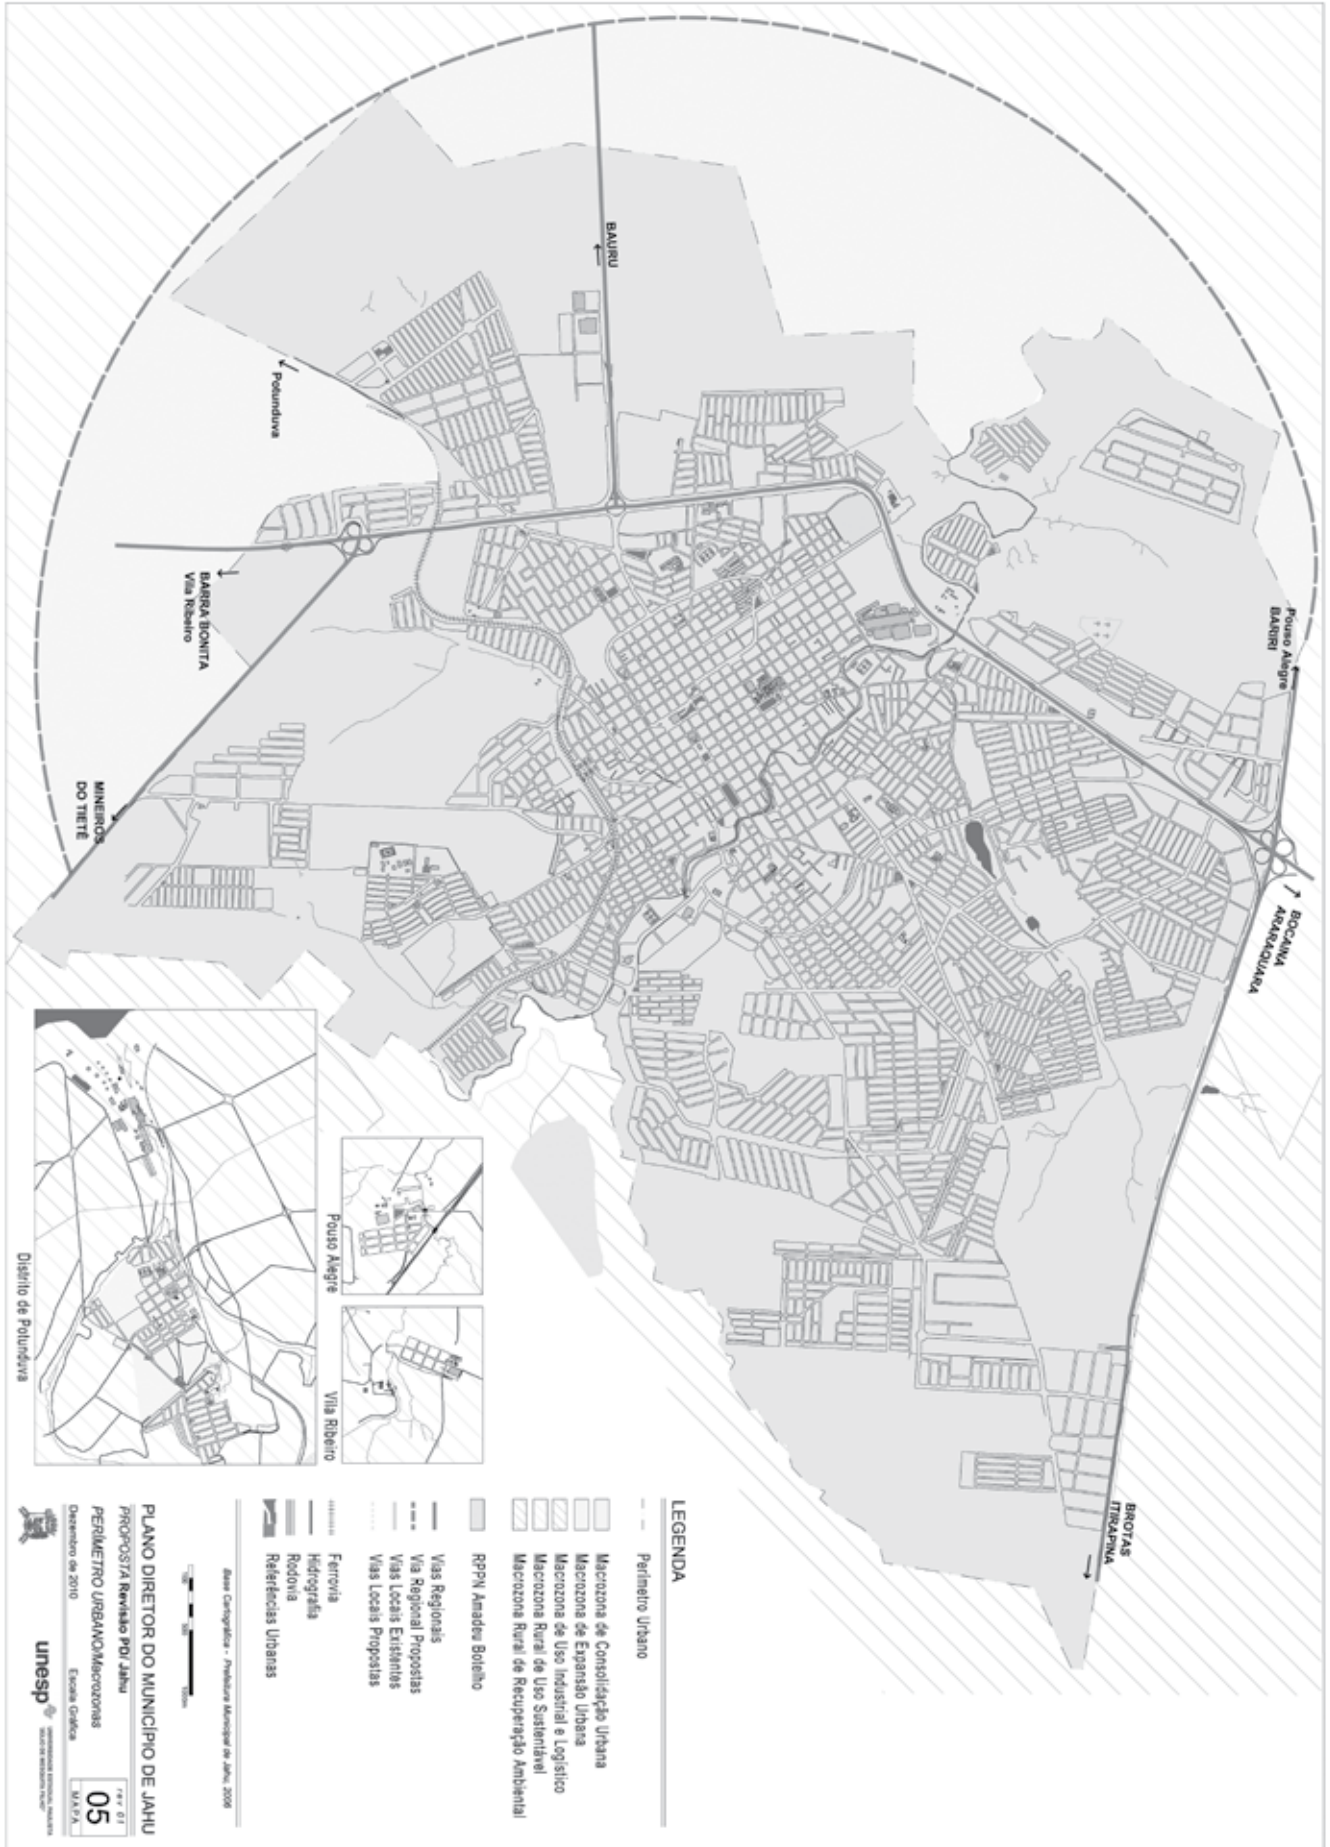 BAURU
Potunduva
BARRA BONITA
Vila Ribeiro
MINEIROS
DO TIETÊ
Pouso Alegre
BARIRI
BOCAINA
ARARAQUARA
BROTAS
ITIRAPINA
Distrito de Potunduva
Pouso Alegre
Vila Ribeiro
LEGENDA
Perímetro Urbano
Macrozona de Consolidação Urbana
Macrozona de Expansão Urbana
Macrozona de Uso Industrial e Logístico
Macrozona Rural de Uso Sustentável
Macrozona Rural de Recuperação Ambiental
RPPN Amadeu Botelho
Vias Regionais
Via Regional Propostas
Vias Locais Existentes
Vias Locais Propostas
Ferrovia
Hidrografia
Rodovia
Referências Urbanas
Base Cartográfica - Prefeitura Municipal de Jahu, 2006
PLANO DIRETOR DO MUNICÍPIO DE JAHU
PROPOSTA Revisão PD/ Jahu
PERÍMETRO URBANO/Macrozonas
Dezembro de 2010 Escala Gráfica
rev 01
05
MAPA
unesp